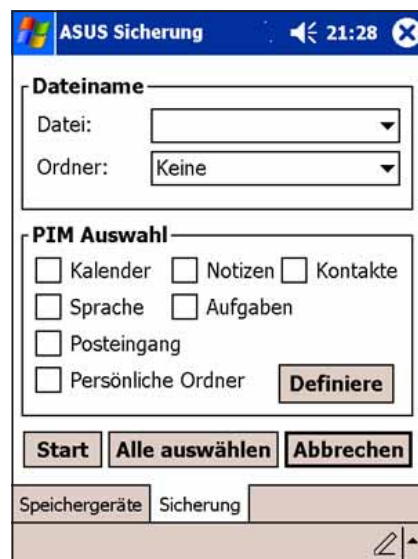 ASUS Sicherung 21:28
Dateiname
Datei:
Ordner: Keine
PIM Auswahl
Kalender Notizen Kontakte
Sprache Aufgaben
Posteingang
Persönliche Ordner Definiere
Start Alle auswählen Abbrechen
Speichergeräte Sicherung